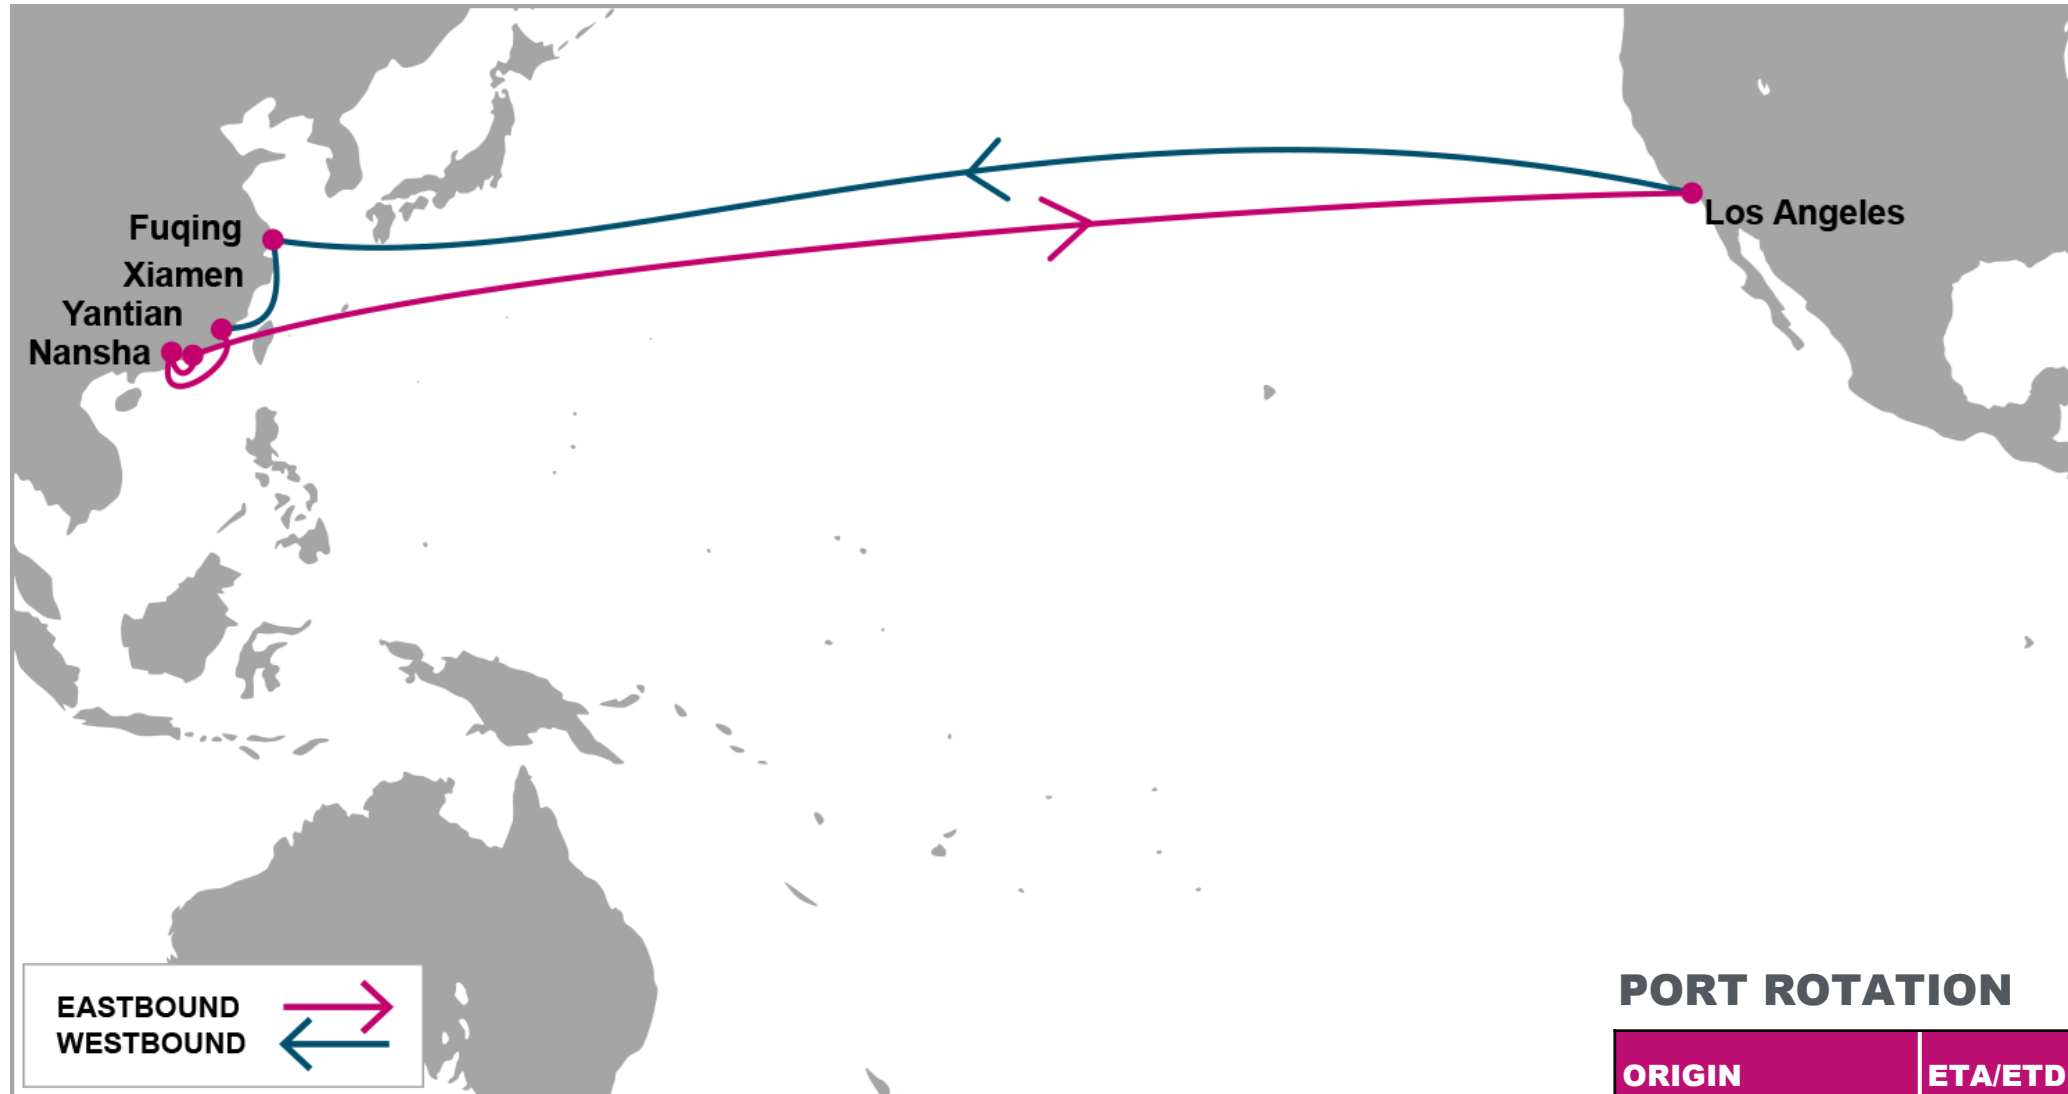 Fuqing
Xiamen
Yantian
Nansha
Los Angeles
EASTBOUND
WESTBOUND
PORT ROTATION
ORIGIN
ETA/ETD